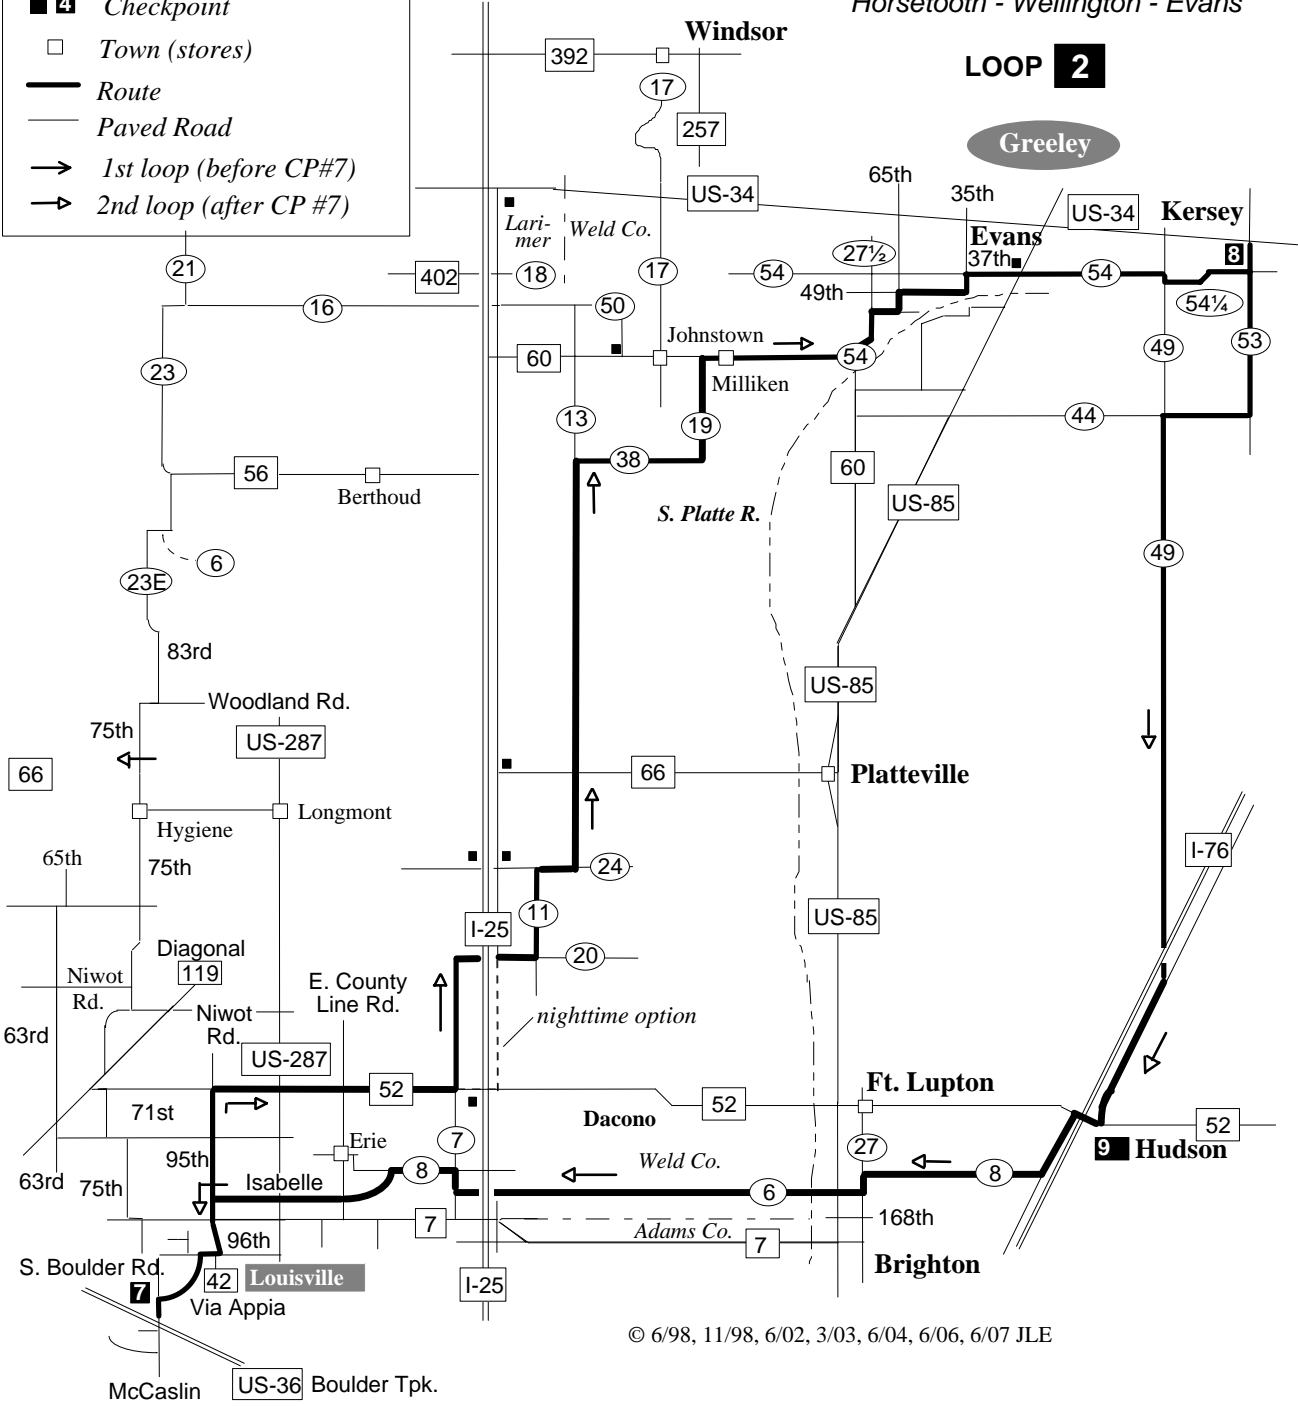 4 Checkpoint
Town (stores)
Route
Paved Road
1st loop (before CP#7)
2nd loop (after CP #7)
Horsetooth - Wellington - Evans
LOOP 2
Windsor
392
17
257
Greeley
65th
35th
US-34
US-34
Kersey
Lari-
mer
Weld Co.
Evans
37th
8
21
402
18
17
54
27½
54
49th
54¼
16
50
Johnstown
60
54
49
53
23
Milliken
13
19
44
38
56
60
Berthoud
US-85
S. Platte R.
6
49
23E
83rd
US-85
Woodland Rd.
75th
US-287
66
66
Platteville
Longmont
Hygiene
I-76
65th
75th
24
11
US-85
I-25
Diagonal
119
20
Niwot
Rd.
E. County
Line Rd.
Niwot
Rd.
nighttime option
63rd
US-287
52
Ft. Lupton
71st
52
Dacono
52
7
Erie
27
9 Hudson
95th
8
Weld Co.
8
63rd
75th
Isabelle
6
7
168th
96th
Adams Co.
7
S. Boulder Rd.
42
Louisville
I-25
Brighton
7
Via Appia
© 6/98, 11/98, 6/02, 3/03, 6/04, 6/06, 6/07 JLE
McCaslin
US-36
Boulder Tpk.